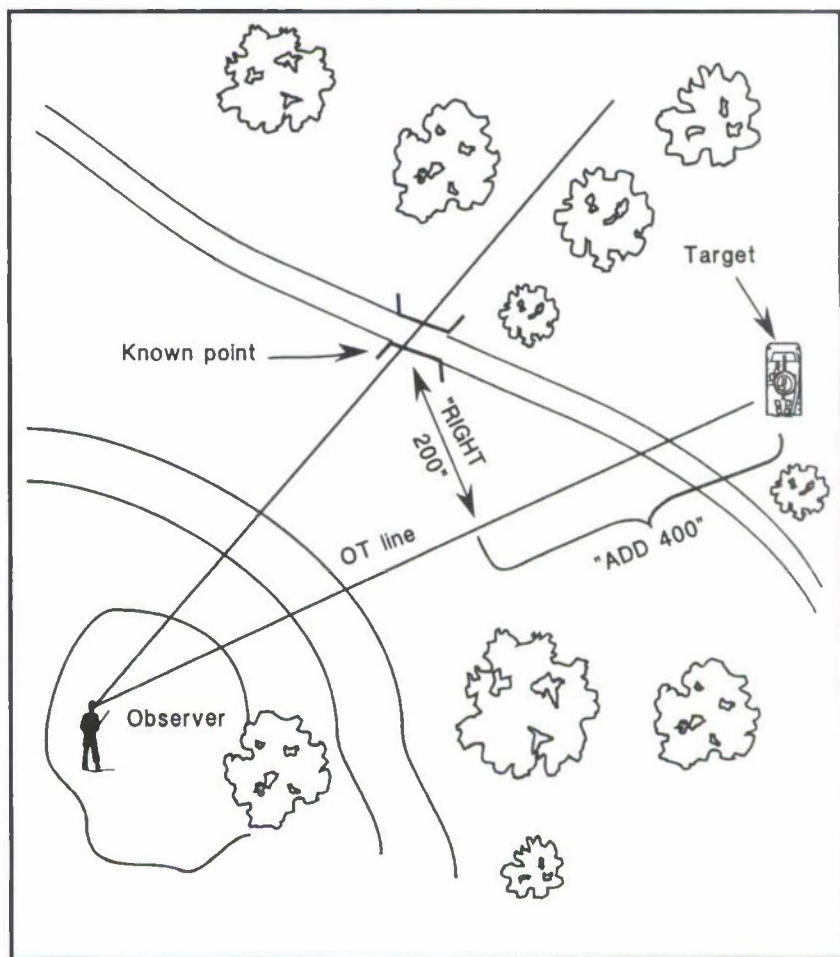 Target
Known point
"RIGHT
200"
OT line
"ADD 400"
Observer